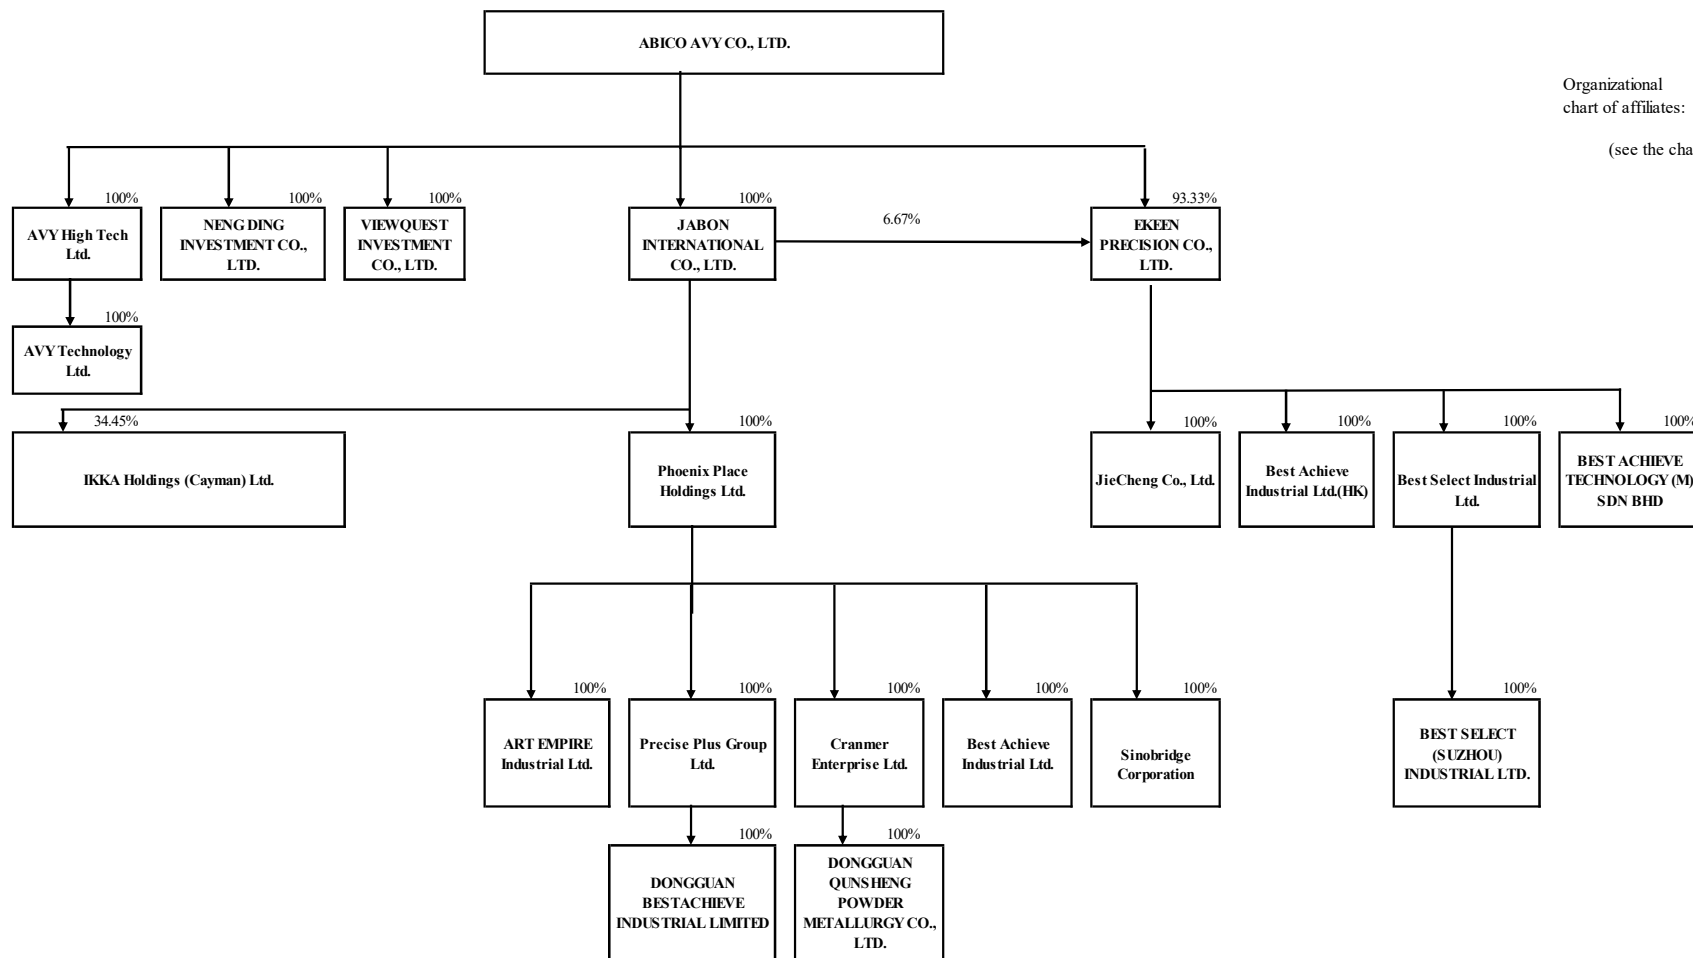 ABICO AVY CO., LTD.
Organizational
chart of affiliates:
(see the cha
100%
100%
100%
100%
93.33%
AVY High Tech
Ltd.
NENG DING
INVESTMENT CO.,
LTD.
VIEWQUEST
INVESTMENT
CO., LTD.
JABON
INTERNATIONAL
CO., LTD.
6.67%
EKEEN
PRECISION CO.,
LTD.
100%
AVY Technology
Ltd.
34.45%
100%
100%
100%
100%
100%
IKKA Holdings (Cayman) Ltd.
Phoenix Place
Holdings Ltd.
JieCheng Co., Ltd.
Best Achieve
Industrial Ltd.(HK)
Best Select Industrial
Ltd.
BEST ACHIEVE
TECHNOLOGY (M)
SDN BHD
100%
100%
100%
100%
100%
100%
ART EMPIRE
Industrial Ltd.
Precise Plus Group
Ltd.
Cranmer
Enterprise Ltd.
Best Achieve
Industrial Ltd.
Sinobridge
Corporation
BEST SELECT
(SUZHOU)
INDUSTRIAL LTD.
100%
100%
DONGGUAN
BESTACHIEVE
INDUSTRIAL LIMITED
DONGGUAN
QUNSHENG
POWDER
METALLURGY CO.,
LTD.